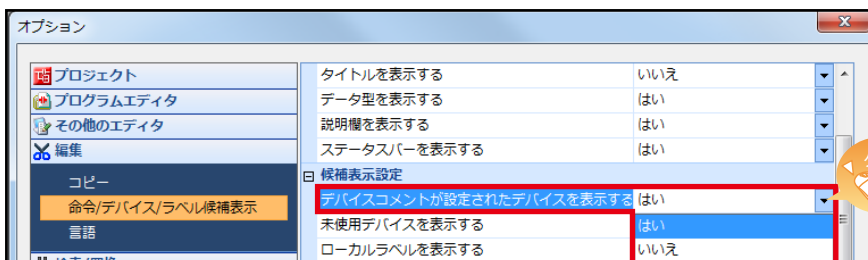 オプション
プロジェクト
タイトルを表示する いいえ
プログラムエディタ
データ型を表示する はい
その他のエディタ
説明欄を表示する はい
編集
ステータスバーを表示する はい
コピー
候補表示設定
命令/デバイス/ラベル候補表示
デバイスコメントが設定されたデバイスを表示する はい
言語
未使用デバイスを表示する はい
ローカルラベルを表示する いいえ